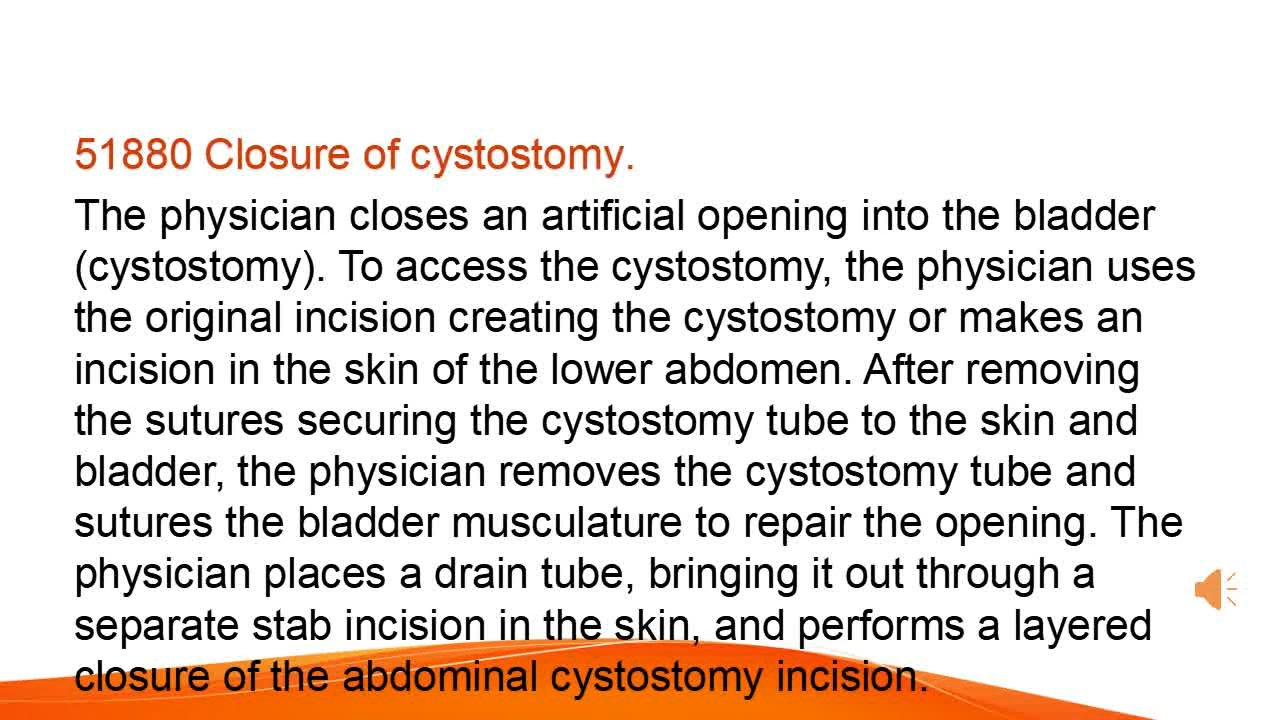 51880 Closure of cystostomy.
The physician closes an artificial opening into the bladder
(cystostomy). To access the cystostomy, the physician uses
the original incision creating the cystostomy or makes an
incision in the skin of the lower abdomen. After removing
the sutures securing the cystostomy tube to the skin and
bladder, the physician removes the cystostomy tube and
sutures the bladder musculature to repair the opening. The
physician places a drain tube, bringing it out through a
separate stab incision in the skin, and performs a layered
closure of the abdominal cystostomy incision.